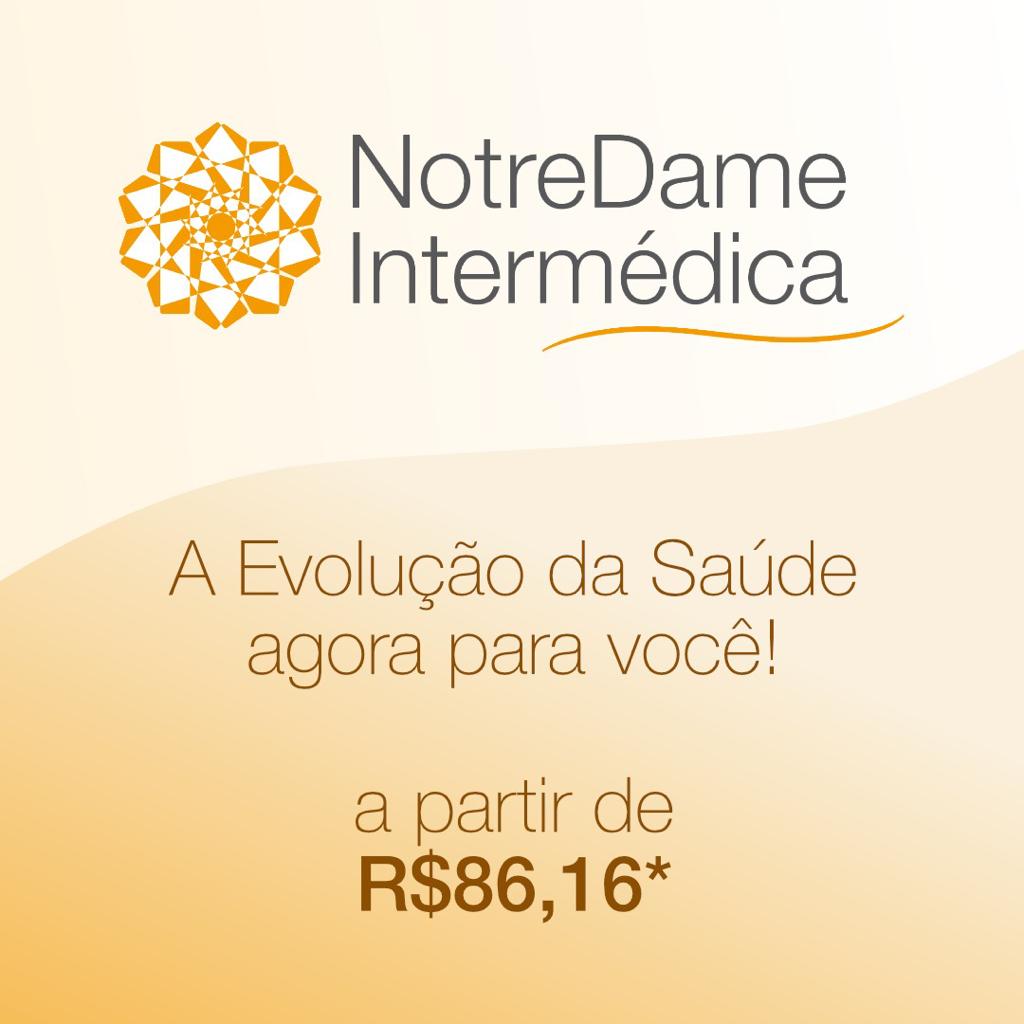 NotreDame
Intermédica
A Evolução da Saúde
agora para você!
a partir de
R$86,16*